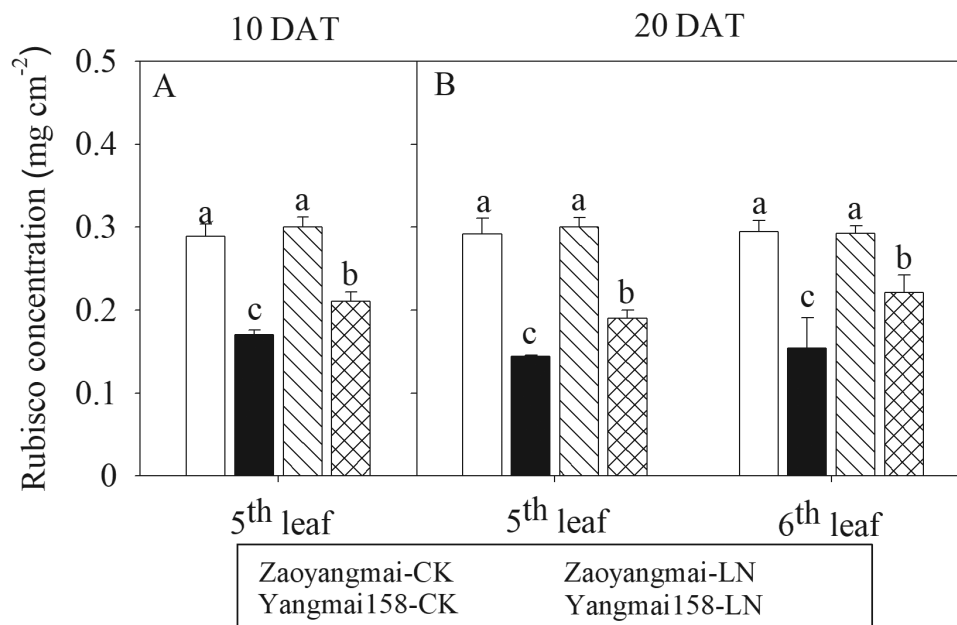 10 DAT 20 DAT
Rubisco concentration (mg cm⁻²)
0.5
0.4
0.3
0.2
0.1
0
A
B
a c a b
a c a b
a c a b
5th leaf 5th leaf 6th leaf
Zaoyangmai-CK Zaoyangmai-LN
Yangmai158-CK Yangmai158-LN